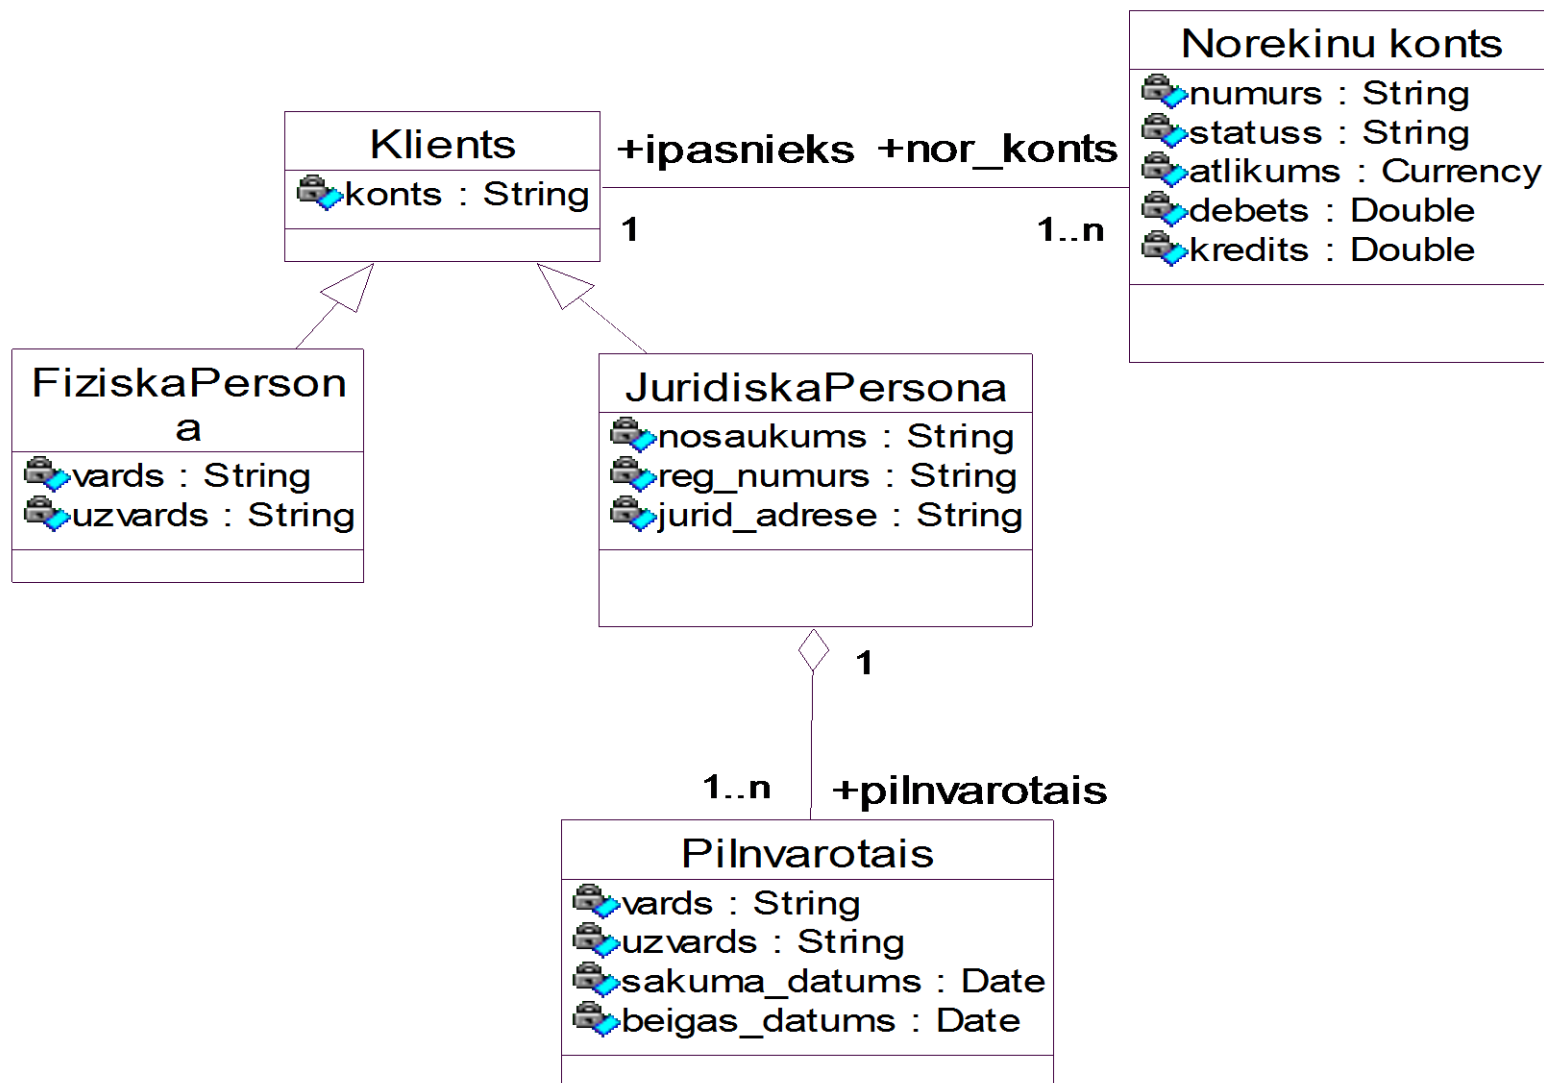 Norekinu konts
numurs : String
statuss : String
atlikums : Currency
debets : Double
kredits : Double
Klients
konts : String
+ipasnieks +nor_konts
1 1..n
FiziskaPerson
a
vards : String
uzvards : String
JuridiskaPersona
nosaukums : String
reg_numurs : String
jurid_adrese : String
1
1..n +pilnvarotais
Pilnvarotais
vards : String
uzvards : String
sakuma_datums : Date
beigas_datums : Date